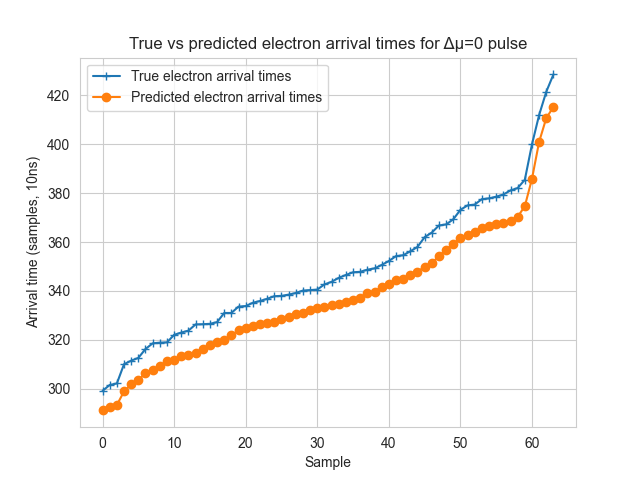 True vs predicted electron arrival times for Δμ=0 pulse
True electron arrival times
Predicted electron arrival times
Arrival time (samples, 10ns)
420
400
380
360
340
320
300
0 10 20 30 40 50 60
Sample